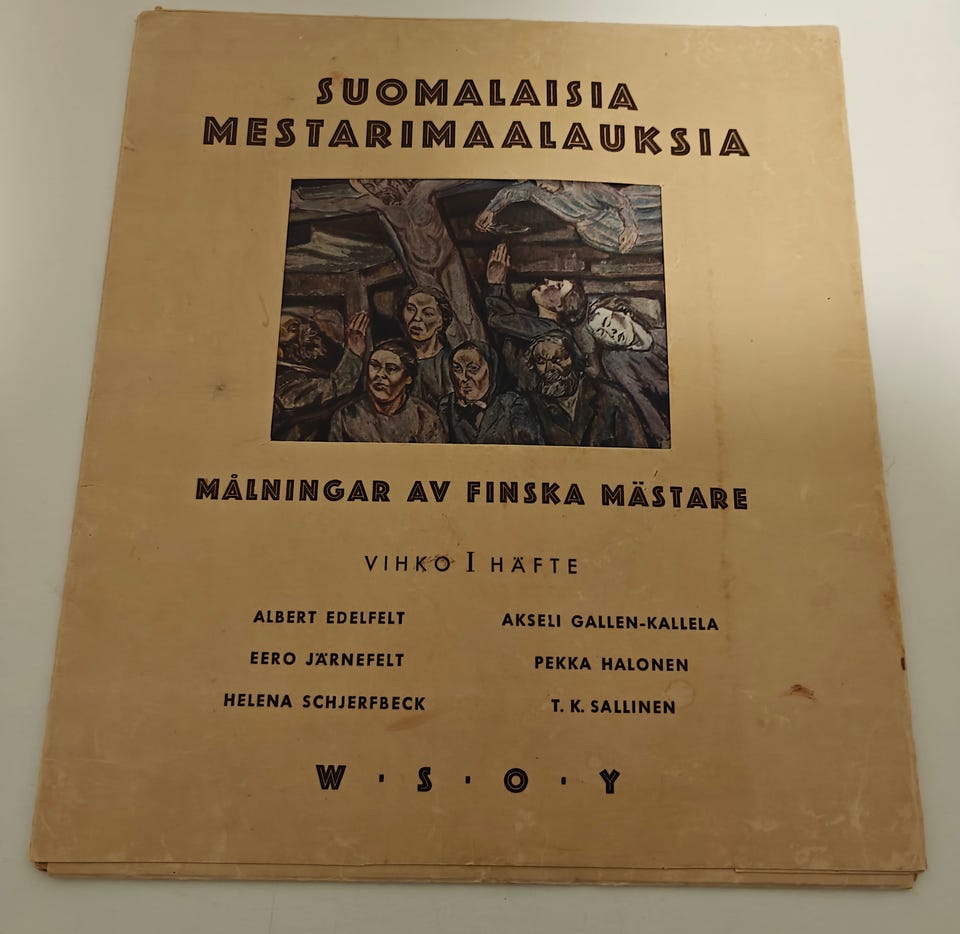 SUOMALAISIA
MESTARIMAALAUKSIA
MÅLNINGAR AV FINSKA MÄSTARE
VIHKO I HÄFTE
ALBERT EDELFELT
EERO JÄRNEFELT
HELENA SCHJERFBECK
AKSELI GALLEN-KALLELA
PEKKA HALONEN
T. K. SALLINEN
W · S · O · Y